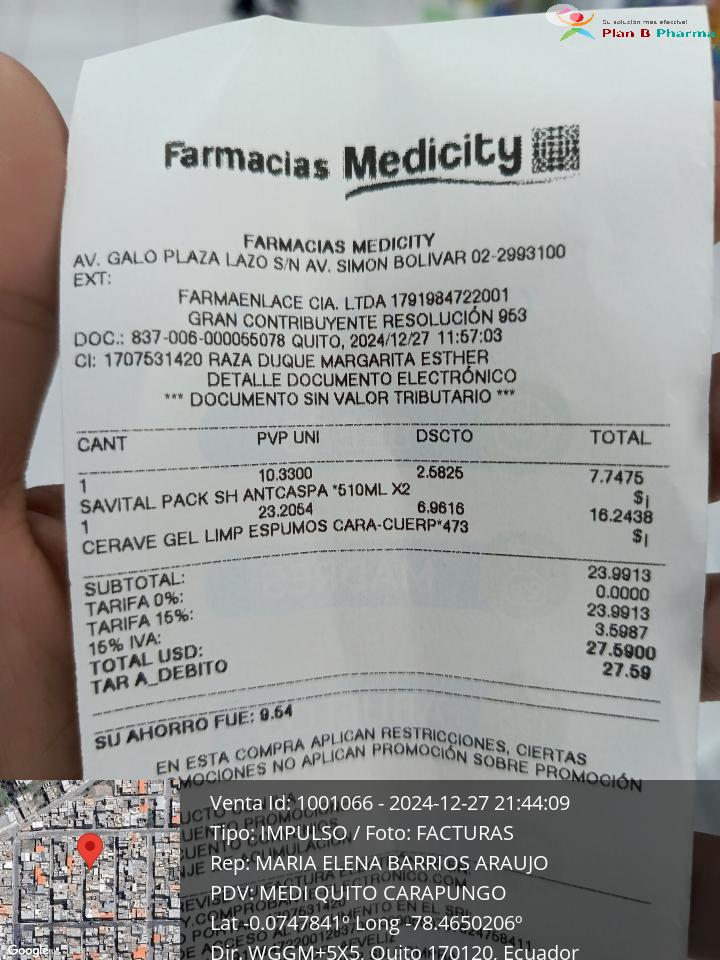 Su solución más efectiva!
Plan B Pharma
Farmacias Medicity
FARMACIAS MEDICITY
AV. GALO PLAZA LAZO S/N AV. SIMON BOLIVAR 02-2993100
EXT:
FARMAENLACE CIA. LTDA 1791984722001
GRAN CONTRIBUYENTE RESOLUCIÓN 953
DOC.: 837-006-000055078 QUITO, 2024/12/27 11:57:03
CI: 1707531420 RAZA DUQUE MARGARITA ESTHER
DETALLE DOCUMENTO ELECTRÓNICO
*** DOCUMENTO SIN VALOR TRIBUTARIO ***
CANT PVP UNI DSCTO TOTAL
1 10.3300 2.5825 7.7475
SAVITAL PACK SH ANTCASPA *510ML X2 $¡
1 23.2054 6.9616 16.2438
CERAVE GEL LIMP ESPUMOS CARA-CUERP*473 $¡
SUBTOTAL: 23.9913
TARIFA 0%: 0.0000
TARIFA 15%: 23.9913
15% IVA: 3.5987
TOTAL USD: 27.5900
TAR A_DEBITO 27.59
SU AHORRO FUE: 9.54
EN ESTA COMPRA APLICAN RESTRICCIONES, CIERTAS
MOCIONES NO APLICAN PROMOCIÓN SOBRE PROMOCIÓN
Venta Id: 1001066 - 2024-12-27 21:44:09
Tipo: IMPULSO / Foto: FACTURAS
Rep: MARIA ELENA BARRIOS ARAUJO
PDV: MEDI QUITO CARAPUNGO
Lat -0.0747841º Long -78.4650206º
Dir. WGGM+5X5, Quito 170120, Ecuador
Google